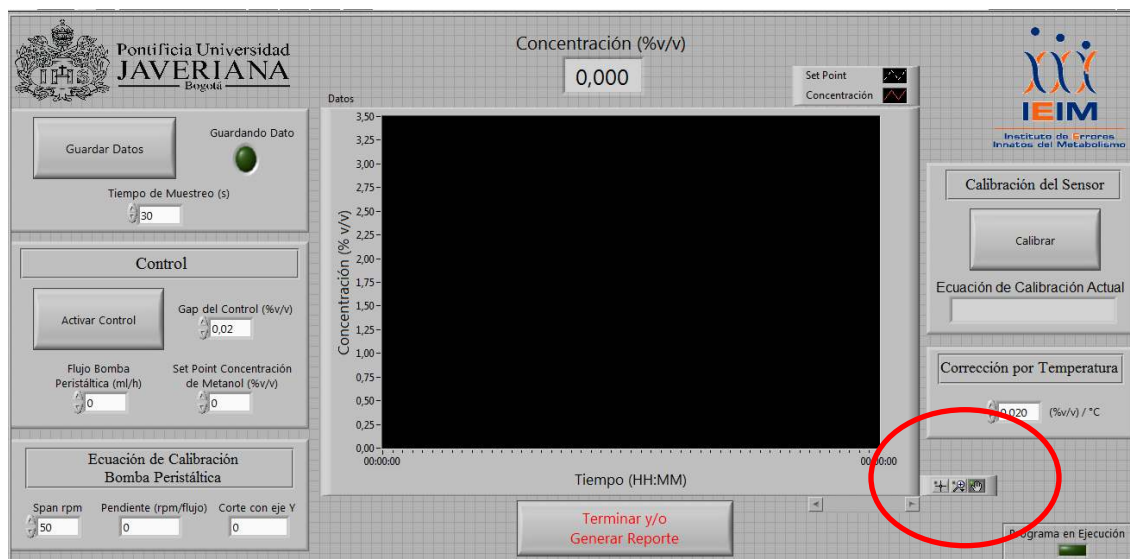 Pontificia Universidad
JAVERIANA
Bogotá
Concentración (%v/v)
0,000
Set Point
Concentración
IEIM
Instituto de Errores
Innatos del Metabolismo
Guardar Datos
Guardando Dato
Tiempo de Muestreo (s)
30
Control
Activar Control
Gap del Control (%v/v)
0,02
Flujo Bomba
Peristáltica (ml/h)
0
Set Point Concentración
de Metanol (%v/v)
0
Ecuación de Calibración
Bomba Peristáltica
Span rpm
50
Pendiente (rpm/flujo)
0
Corte con eje Y
0
Datos
Concentración (% v/v)
3,50
3,25
3,00
2,75
2,50
2,25
2,00
1,75
1,50
1,25
1,00
0,75
0,50
0,25
0,00
00:00:00
00:00:00
Tiempo (HH:MM)
Terminar y/o
Generar Reporte
Calibración del Sensor
Calibrar
Ecuación de Calibración Actual
Corrección por Temperatura
0,020
(%v/v) / °C
Programa en Ejecución